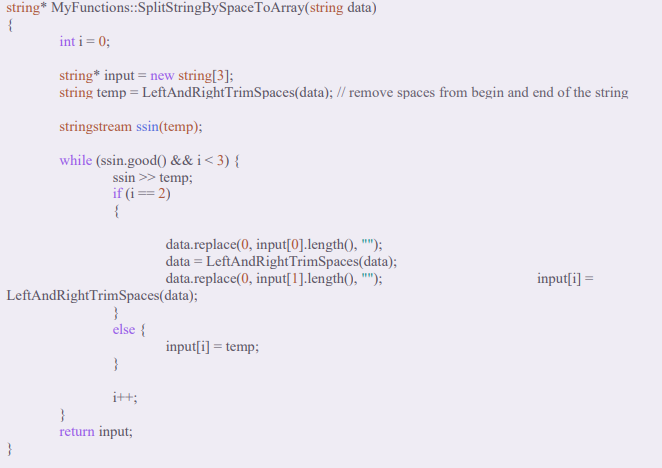 string* MyFunctions::SplitStringBySpaceToArray(string data)
{
int i = 0;
string* input = new string[3];
string temp = LeftAndRightTrimSpaces(data); // remove spaces from begin and end of the string
stringstream ssin(temp);
while (ssin.good() && i < 3) {
ssin >> temp;
if (i == 2)
{
data.replace(0, input[0].length(), "");
data = LeftAndRightTrimSpaces(data);
data.replace(0, input[1].length(), ""); input[i] =
LeftAndRightTrimSpaces(data);
}
else {
input[i] = temp;
}
i++;
}
return input;
}